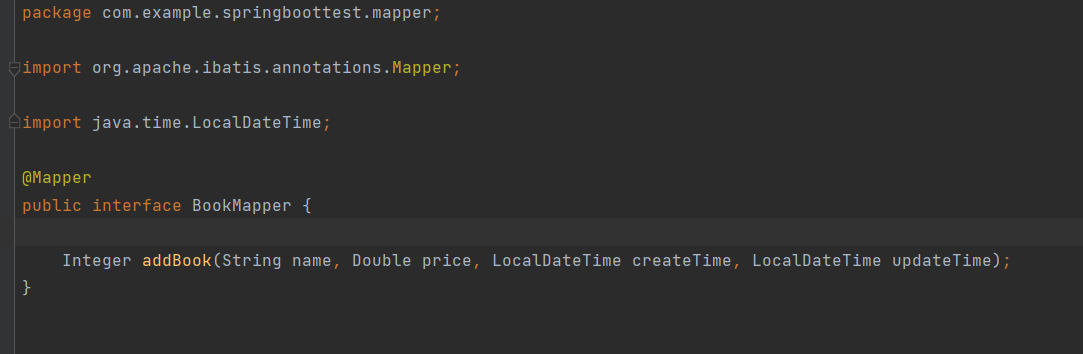 package com.example.springboottest.mapper;
import org.apache.ibatis.annotations.Mapper;
import java.time.LocalDateTime;
@Mapper
public interface BookMapper {
Integer addBook(String name, Double price, LocalDateTime createTime, LocalDateTime updateTime);
}